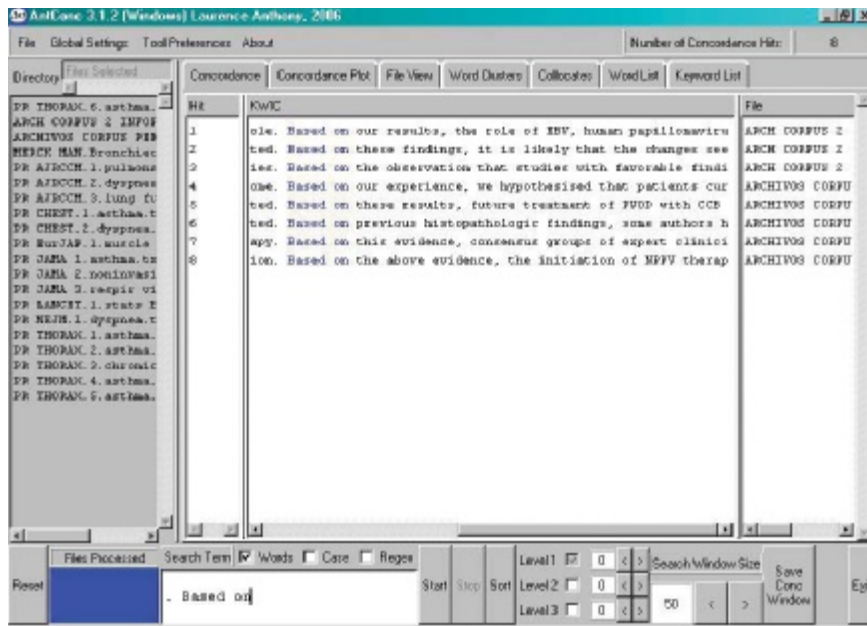 AntConc 3.1.2 (Windows) Laurence Anthony, 2006
File Global Settings Tool Preferences About
Number of Concordance Hits: 8
Directory Files Selected
Concordance Concordance Plot File View Word Clusters Collocates Word List Keyword List
Hit KWIC File
PR THORAX.6.asthma.
ARCH CORPUS 2 INFOR
ARCHIVOS CORPUS
MERCK MAN.Bronchiec
PR AJRCCM.1.pulmona
PR AJRCCM.2.dyspnea
PR AJRCCM.3.lung fu
PR CHEST.1.asthma.t
PR CHEST.2.dyspnea.
PR EurJAP.1.muscle
PR JAMA 1.asthma.tx
PR JAMA 2.noninvasi
PR JAMA 3.respir vi
PR LANCET.1.stats
PR NEJM.1.dyspnea.t
PR THORAX.1.asthma.
PR THORAX.2.asthma.
PR THORAX.3.chronic
PR THORAX.4.asthma.
PR THORAX.5.asthma.
1 ole. Based on our results, the role of EBV, human papillomaviru ARCH CORPUS 2
2 ted. Based on these findings, it is likely that the changes see ARCH CORPUS 2
3 ies. Based on the observation that studies with favorable findi ARCH CORPUS 2
4 ome. Based on our experience, we hypothesised that patients cur ARCHIVOS CORPU
5 ted. Based on these results, future treatment of PVOD with CCB ARCHIVOS CORPU
6 ted. Based on previous histopathologic findings, some authors h ARCHIVOS CORPU
7 apy. Based on this evidence, consensus groups of expert clinici ARCHIVOS CORPU
8 ion. Based on the above evidence, the initiation of NPPV therap ARCHIVOS CORPU
Files Processed Search Term Words Case Regex
Reset . Based on Start Stop Sort
Level 1 0 < >
Level 2 0 < >
Level 3 0 < >
Search Window Size
50 < >
Save Conc Window
Ex